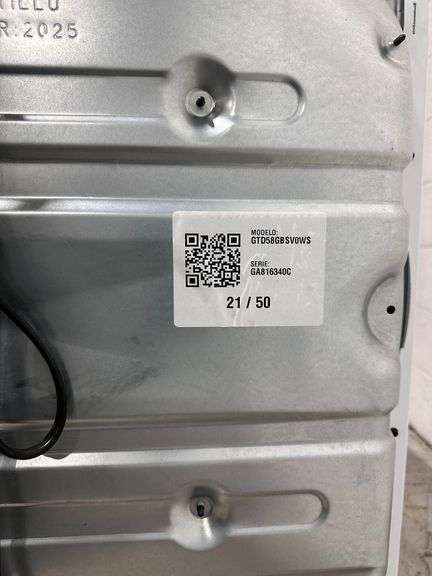 R:2025
MODELO:
GTD58GBSV0WS
SERIE:
GA816340C
21 / 50